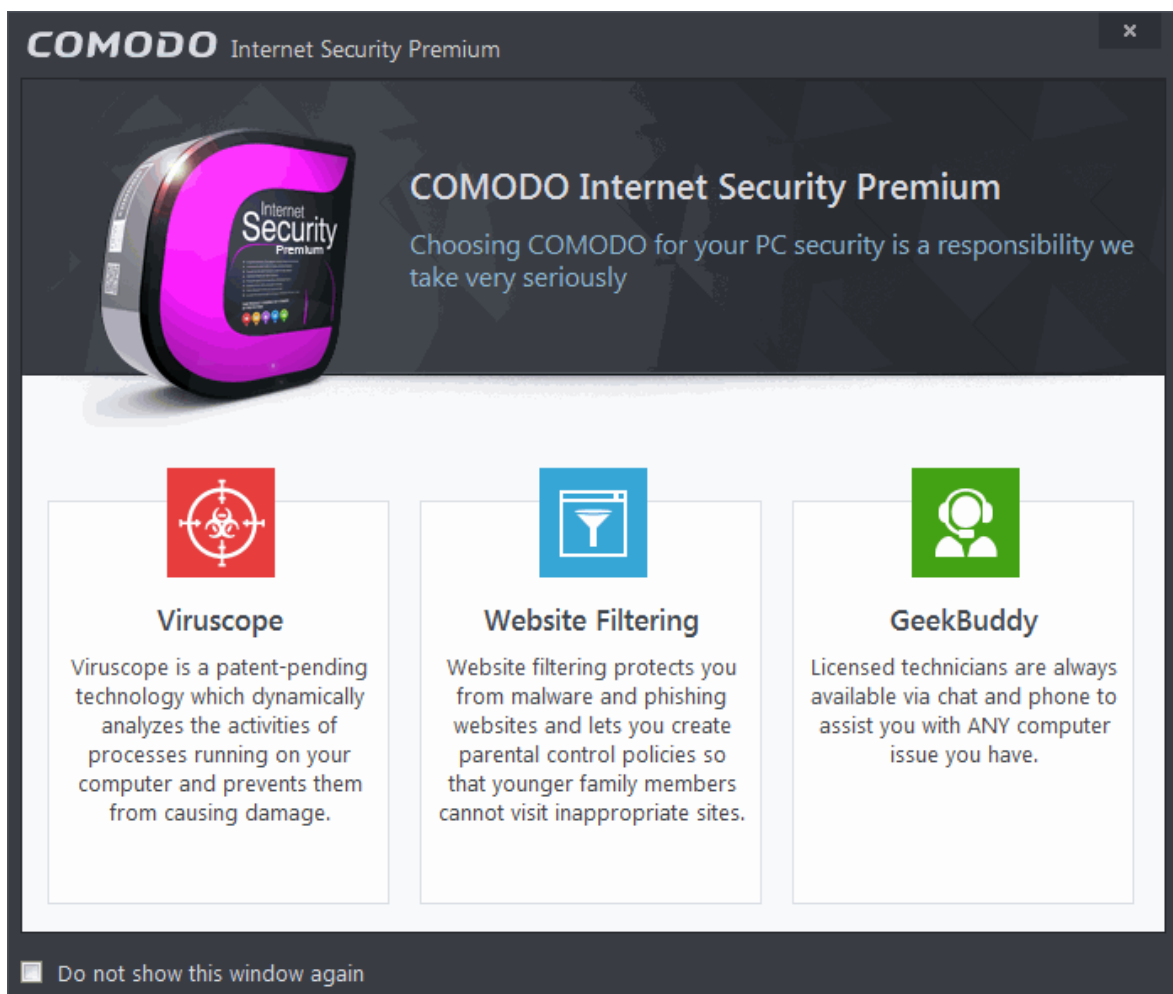 COMODO Internet Security Premium
COMODO Internet Security Premium
Choosing COMODO for your PC security is a responsibility we
take very seriously
Internet
Security
Premium
Viruscope
Viruscope is a patent-pending
technology which dynamically
analyzes the activities of
processes running on your
computer and prevents them
from causing damage.
Website Filtering
Website filtering protects you
from malware and phishing
websites and lets you create
parental control policies so
that younger family members
cannot visit inappropriate sites.
GeekBuddy
Licensed technicians are always
available via chat and phone to
assist you with ANY computer
issue you have.
Do not show this window again